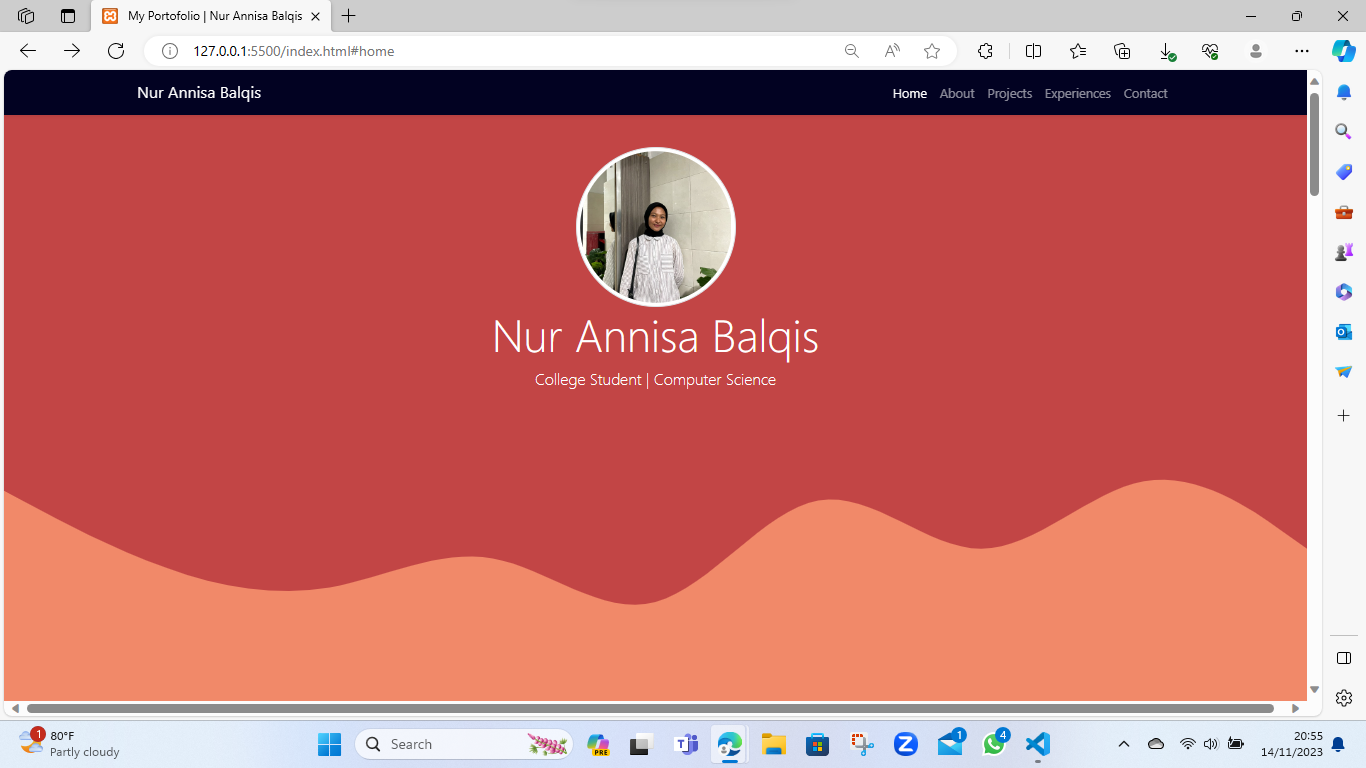 My Portofolio | Nur Annisa Balqis
127.0.0.1:5500/index.html#home
Nur Annisa Balqis
Home About Projects Experiences Contact
Nur Annisa Balqis
College Student | Computer Science
1
80°F
Partly cloudy
Search
PRE
1
4
20:55
14/11/2023